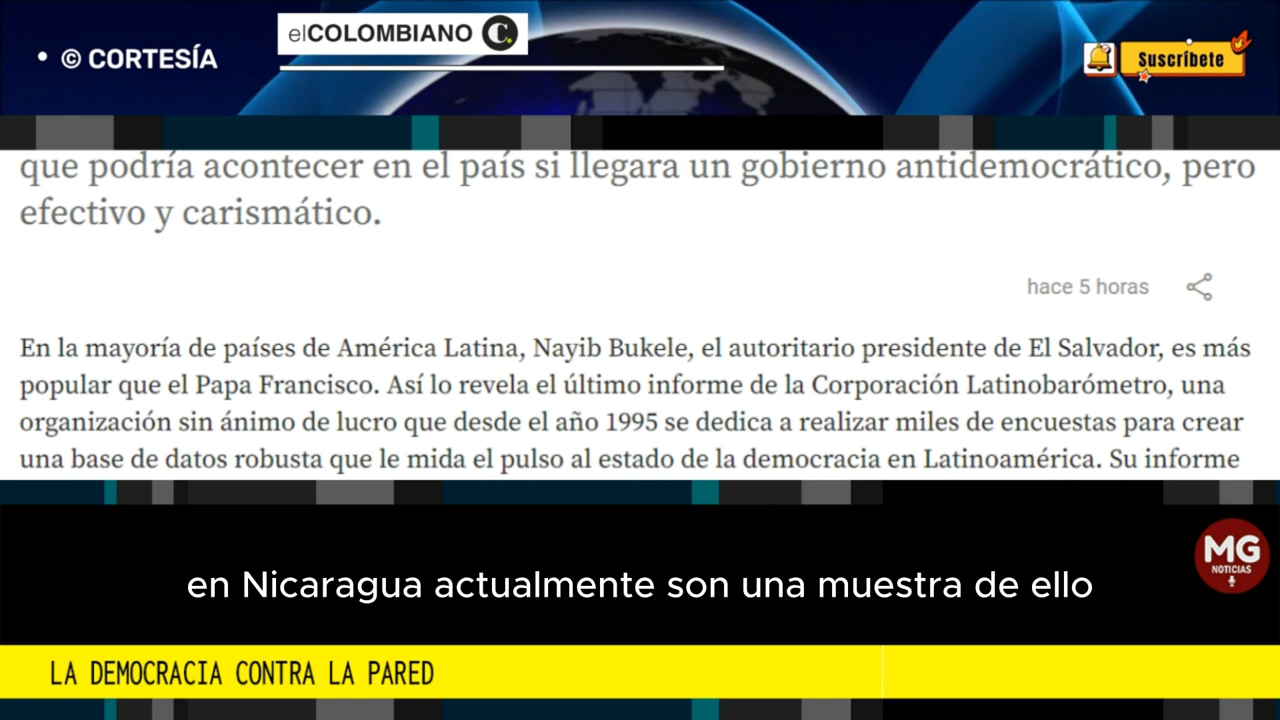 © CORTESÍA
elCOLOMBIANO C.
Suscríbete
que podría acontecer en el país si llegara un gobierno antidemocrático, pero
efectivo y carismático.
hace 5 horas
En la mayoría de países de América Latina, Nayib Bukele, el autoritario presidente de El Salvador, es más
popular que el Papa Francisco. Así lo revela el último informe de la Corporación Latinobarómetro, una
organización sin ánimo de lucro que desde el año 1995 se dedica a realizar miles de encuestas para crear
una base de datos robusta que le mida el pulso al estado de la democracia en Latinoamérica. Su informe
MG
NOTICIAS
en Nicaragua actualmente son una muestra de ello
LA DEMOCRACIA CONTRA LA PARED